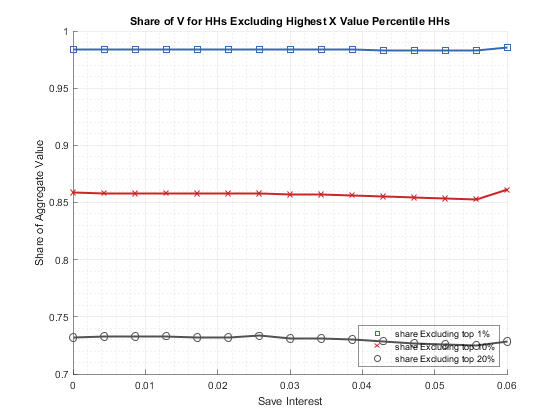 Share of V for HHs Excluding Highest X Value Percentile HHs
Share of Aggregate Value
1
0.95
0.9
0.85
0.8
0.75
0.7
share Excluding top 1%
share Excluding top 10%
share Excluding top 20%
0 0.01 0.02 0.03 0.04 0.05 0.06
Save Interest